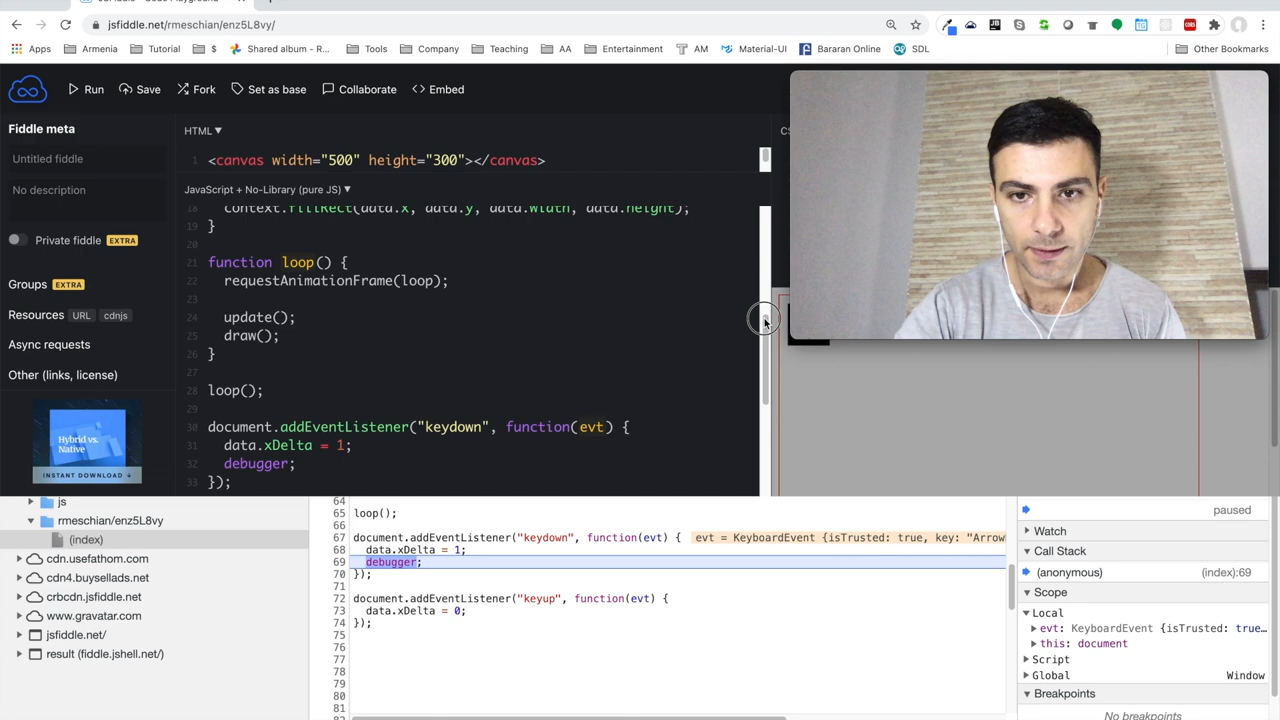 jsfiddle.net/rmeschian/enz5L8vy/
Apps Armenia Tutorial $ Shared album - R... Tools Company Teaching AA Entertainment AM Material-UI Bararan Online SDL Other Bookmarks
Run Save Fork Set as base Collaborate Embed
Fiddle meta
Untitled fiddle
No description
Private fiddle EXTRA
Groups EXTRA
Resources URL cdnjs
Async requests
Other (links, license)
Hybrid vs.
Native
INSTANT DOWNLOAD
HTML ▼
1 <canvas width="500" height="300"></canvas>
JavaScript + No-Library (pure JS) ▼
18 context.fillRect(data.x, data.y, data.width, data.height);
19 }
20
21 function loop() {
22 requestAnimationFrame(loop);
23
24 update();
25 draw();
26 }
27
28 loop();
29
30 document.addEventListener("keydown", function(evt) {
31 data.xDelta = 1;
32 debugger;
33 });
js
rmeschian/enz5L8vy
(index)
cdn.usefathom.com
cdn4.buysellads.net
crbcdn.jsfiddle.net
www.gravatar.com
jsfiddle.net/
result (fiddle.jshell.net/)
64
65 loop();
66
67 document.addEventListener("keydown", function(evt) { evt = KeyboardEvent {isTrusted: true, key: "Arrow
68 data.xDelta = 1;
69 debugger;
70 });
71
72 document.addEventListener("keyup", function(evt) {
73 data.xDelta = 0;
74 });
75
76
77
78
79
80
81
paused
Watch
Call Stack
(anonymous) (index):69
Scope
Local
evt: KeyboardEvent {isTrusted: true…
this: document
Script
Global Window
Breakpoints
No breakpoints